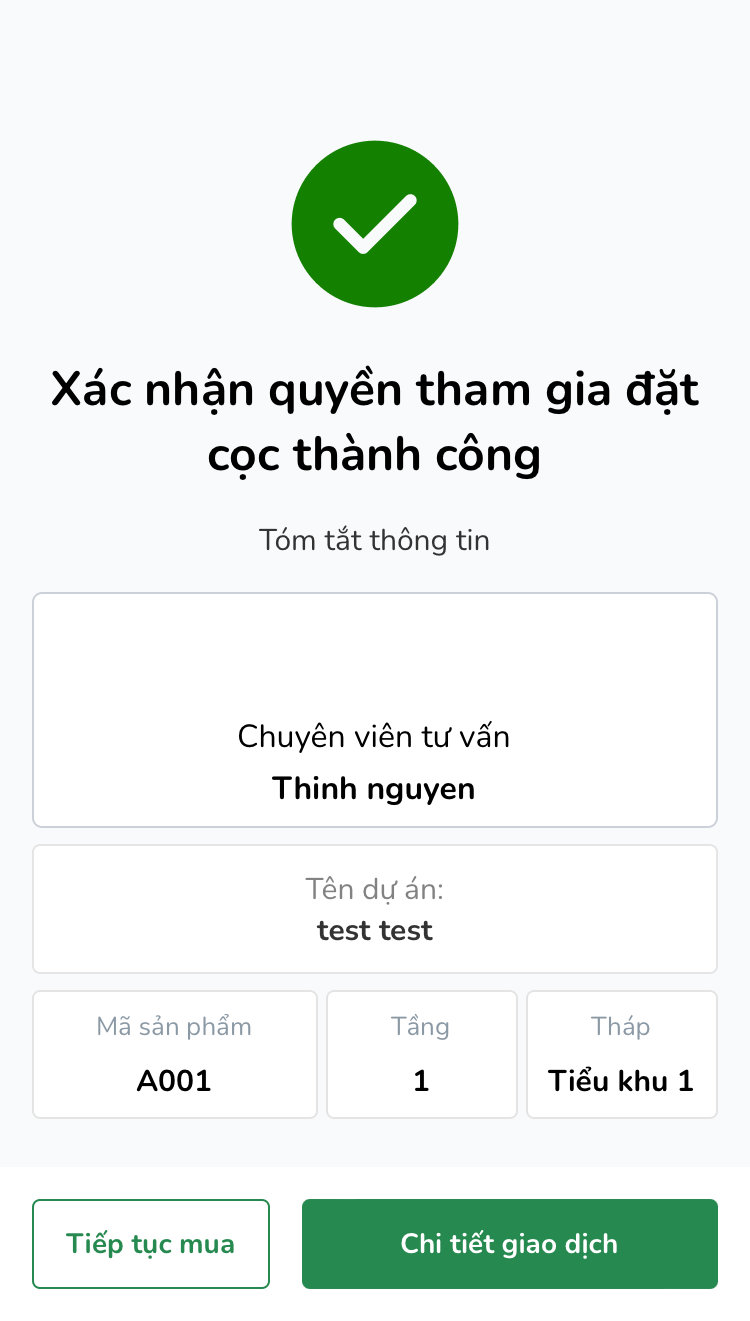 Xác nhận quyền tham gia đặt
cọc thành công
Tóm tắt thông tin
Chuyên viên tư vấn
Thinh nguyen
Tên dự án:
test test
Mã sản phẩm
A001
Tầng
1
Tháp
Tiểu khu 1
Tiếp tục mua
Chi tiết giao dịch